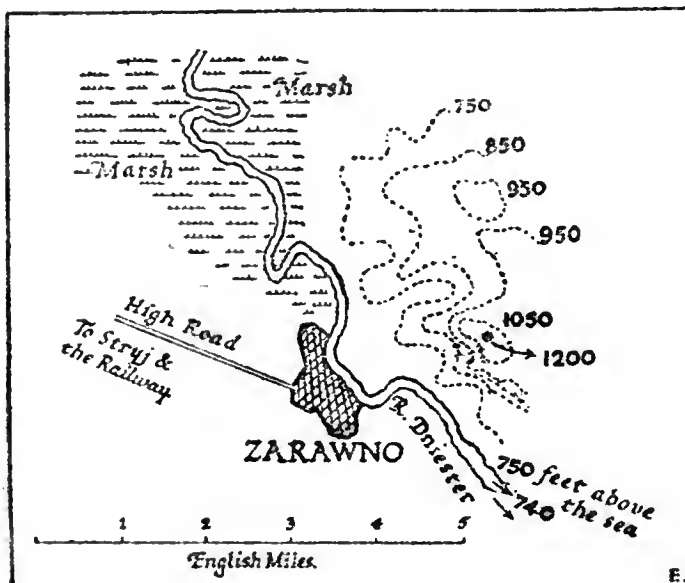 Marsh
Marsh
750
850
950
950
1050
1200
High Road
To Stryj &
the Railway.
ZARAWNO
R. Dniester
750 feet above
740 the sea
1 2 3 4 5
English Miles.
E.